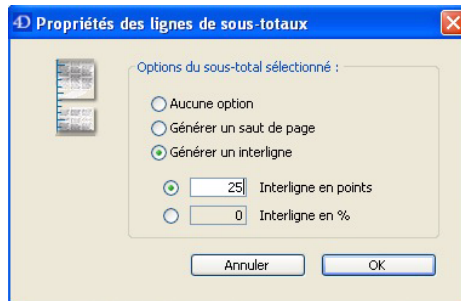 4D Propriétés des lignes de sous-totaux
Options du sous-total sélectionné :
Aucune option
Générer un saut de page
Générer un interligne
25 Interligne en points
0 Interligne en %
Annuler OK